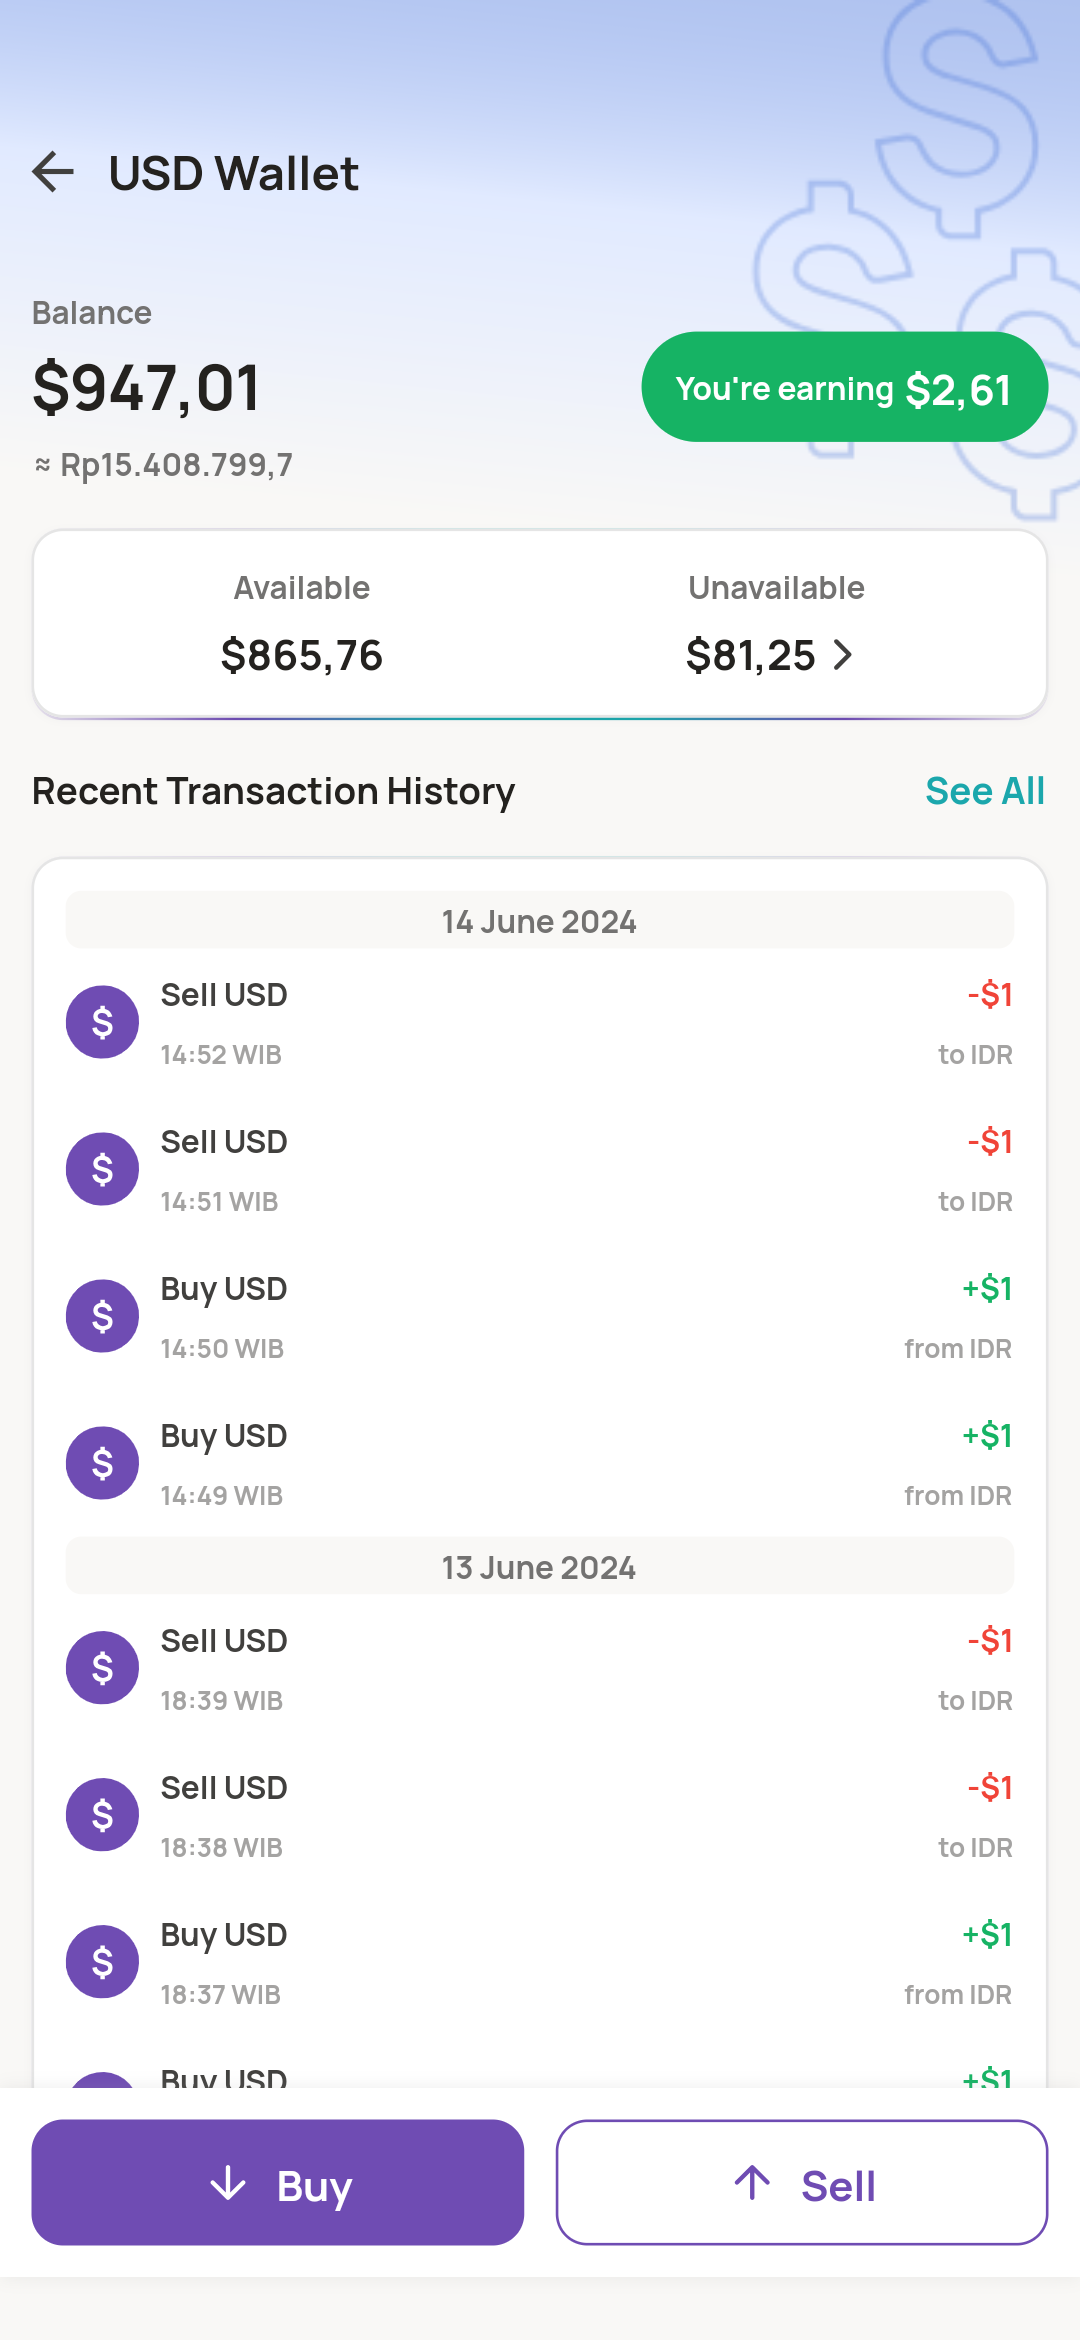 USD Wallet
Balance
$947,01
You're earning $2,61
≈ Rp15.408.799,7
Available Unavailable
$865,76 $81,25
Recent Transaction History See All
14 June 2024
Sell USD -$1
14:52 WIB to IDR
Sell USD -$1
14:51 WIB to IDR
Buy USD +$1
14:50 WIB from IDR
Buy USD +$1
14:49 WIB from IDR
13 June 2024
Sell USD -$1
18:39 WIB to IDR
Sell USD -$1
18:38 WIB to IDR
Buy USD +$1
18:37 WIB from IDR
Buy USD +$1
Buy Sell